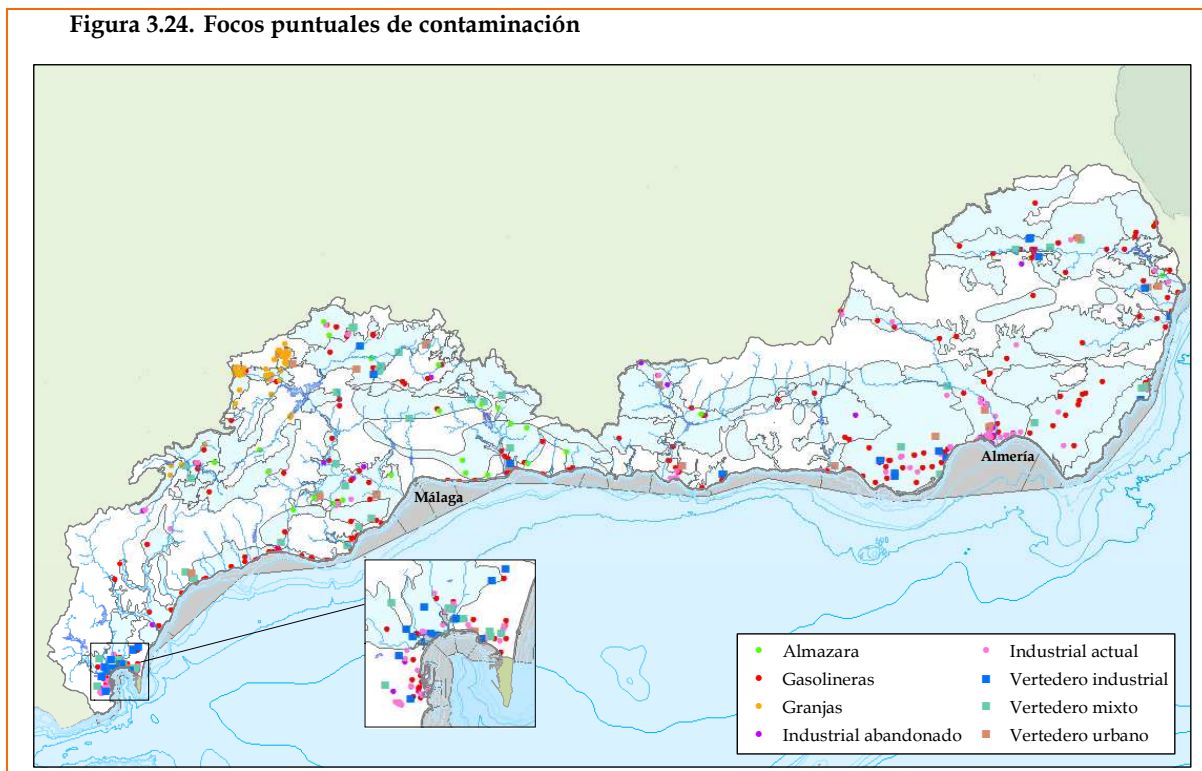 Figura 3.24. Focos puntuales de contaminación
Almería
Málaga
Almazara
Gasolineras
Granjas
Industrial abandonado
Industrial actual
Vertedero industrial
Vertedero mixto
Vertedero urbano